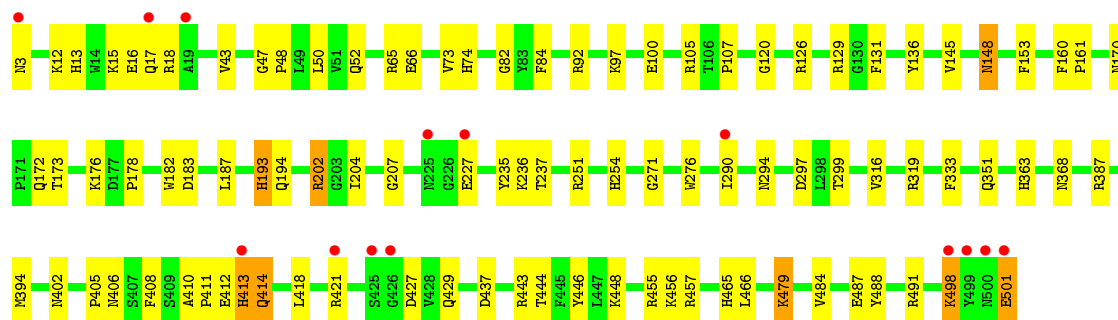 N3 K12 H13 W14 K15 E16 Q17 R18 A19 V43 G47 P48 L49 L50 V51 Q52 R65 E66 V73 H74 G82 Y83 F84 R92 K97 E100 R105 T106 P107 G120 R126 R129 G130 F131 Y136 V145 N148 F153 F160 P161 N170
P171 Q172 T173 K176 D177 P178 W182 D183 L187 H193 Q194 R202 G203 I204 G207 N225 G226 E227 Y235 K236 T237 R251 H254 G271 W276 I290 N294 D297 L298 T299 V316 R319 F333 Q351 H363 N368 R387
M394 N402 P405 N406 S407 F408 S409 A410 P411 E412 H413 Q414 L418 R421 S425 G426 D427 V428 Q429 D437 R443 T444 F445 Y446 L447 K448 R455 K456 R457 H465 L466 K479 V484 E487 Y488 R491 K498 Y499 N500 E501